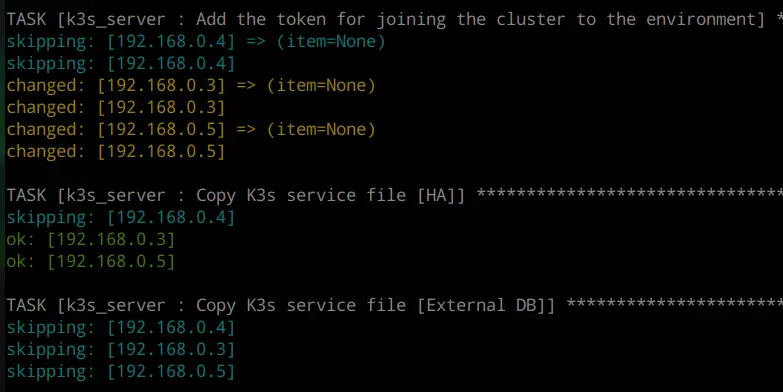 TASK [k3s_server : Add the token for joining the cluster to the environment] *
skipping: [192.168.0.4] => (item=None)
skipping: [192.168.0.4]
changed: [192.168.0.3] => (item=None)
changed: [192.168.0.3]
changed: [192.168.0.5] => (item=None)
changed: [192.168.0.5]
TASK [k3s_server : Copy K3s service file [HA]] *******************************
skipping: [192.168.0.4]
ok: [192.168.0.3]
ok: [192.168.0.5]
TASK [k3s_server : Copy K3s service file [External DB]] **********************
skipping: [192.168.0.4]
skipping: [192.168.0.3]
skipping: [192.168.0.5]